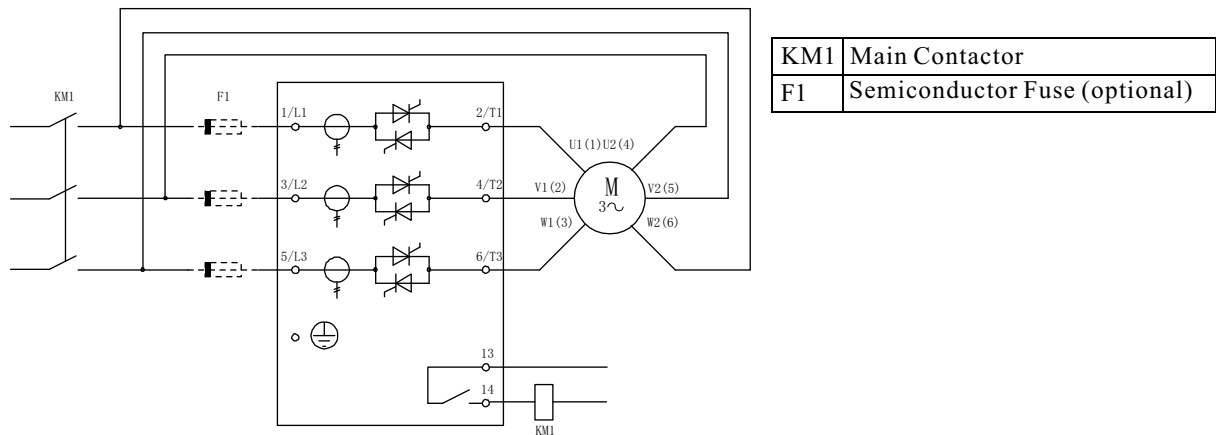 KM1 Main Contactor
F1 Semiconductor Fuse (optional)
KM1
F1
1/L1
2/T1
U1(1)U2(4)
3/L2
4/T2
V1(2)
M
3~
V2(5)
W1(3)
W2(6)
5/L3
6/T3
13
14
KM1